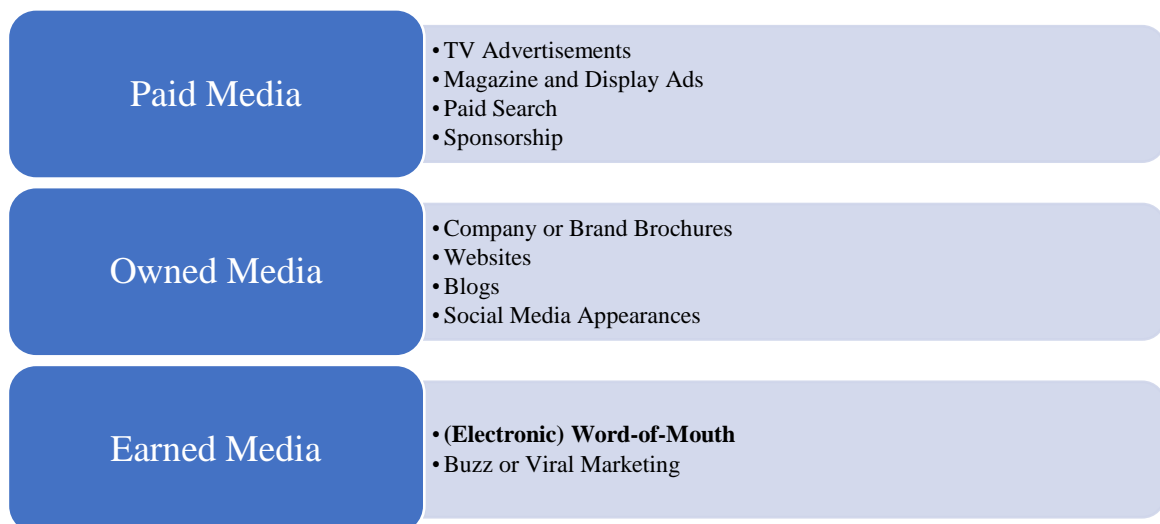 Paid Media
• TV Advertisements
• Magazine and Display Ads
• Paid Search
• Sponsorship
Owned Media
• Company or Brand Brochures
• Websites
• Blogs
• Social Media Appearances
Earned Media
• (Electronic) Word-of-Mouth
• Buzz or Viral Marketing